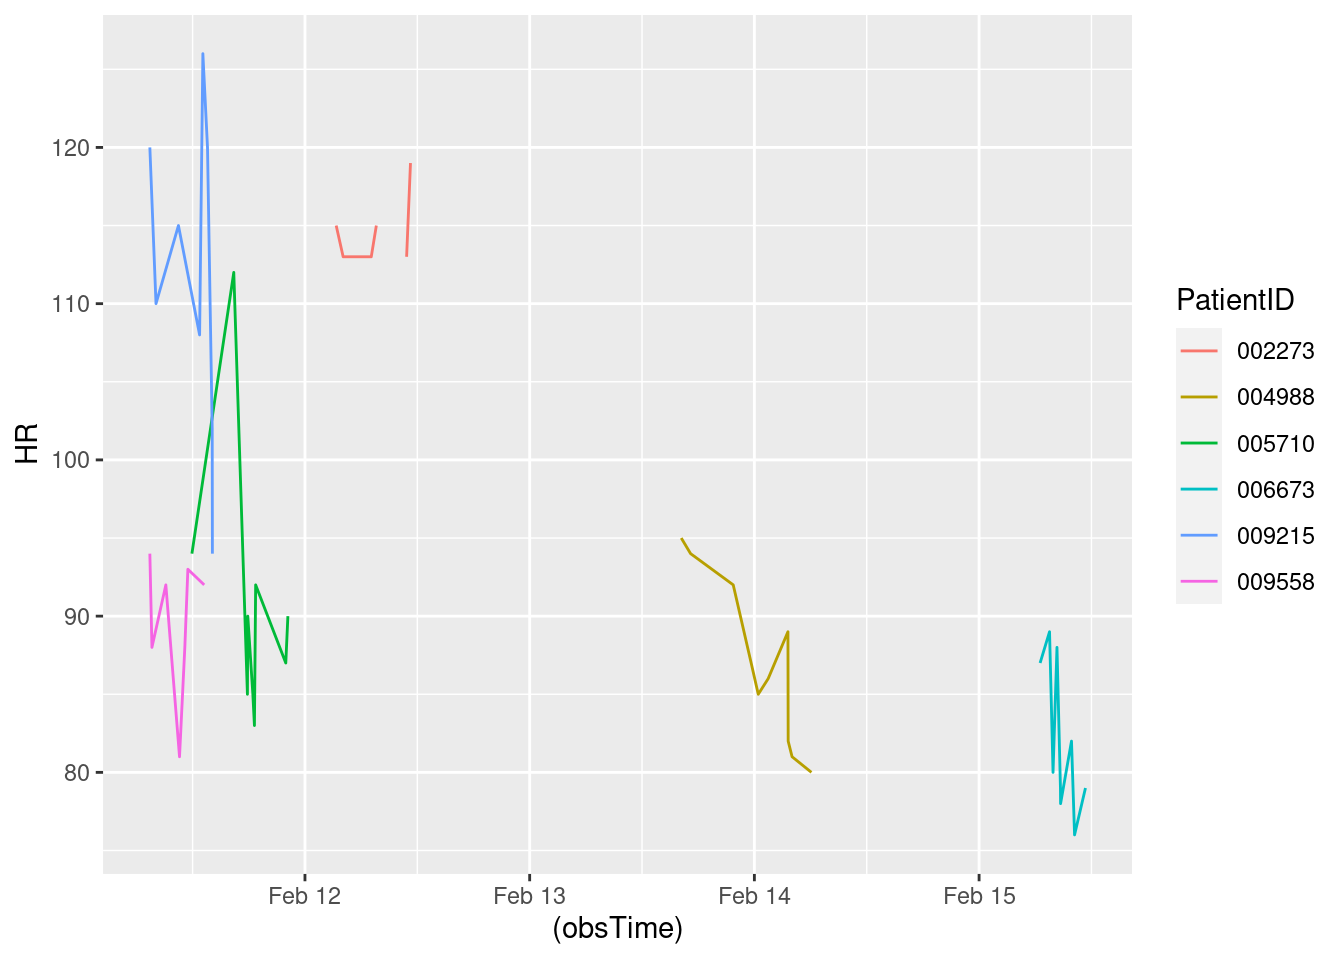 120
110
100
90
80
HR
Feb 12
Feb 13
Feb 14
Feb 15
(obsTime)
PatientID
002273
004988
005710
006673
009215
009558